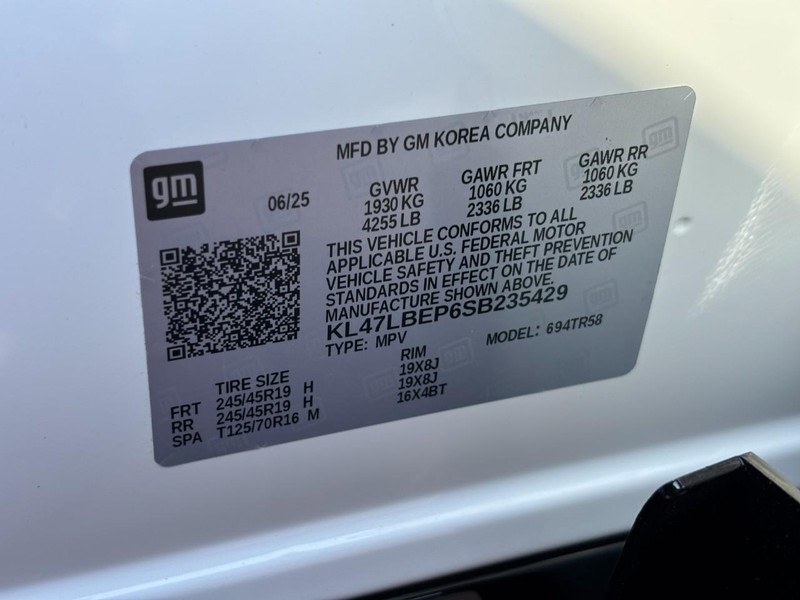 MFD BY GM KOREA COMPANY
gm
06/25
GVWR
1930 KG
4255 LB
GAWR FRT
1060 KG
2336 LB
GAWR RR
1060 KG
2336 LB
THIS VEHICLE CONFORMS TO ALL
APPLICABLE U.S. FEDERAL MOTOR
VEHICLE SAFETY AND THEFT PREVENTION
STANDARDS IN EFFECT ON THE DATE OF
MANUFACTURE SHOWN ABOVE.
KL47LBEP6SB235429
TYPE: MPV MODEL: 694TR58
TIRE SIZE RIM
FRT 245/45R19 H 19X8J
RR 245/45R19 H 19X8J
SPA T125/70R16 M 16X4BT